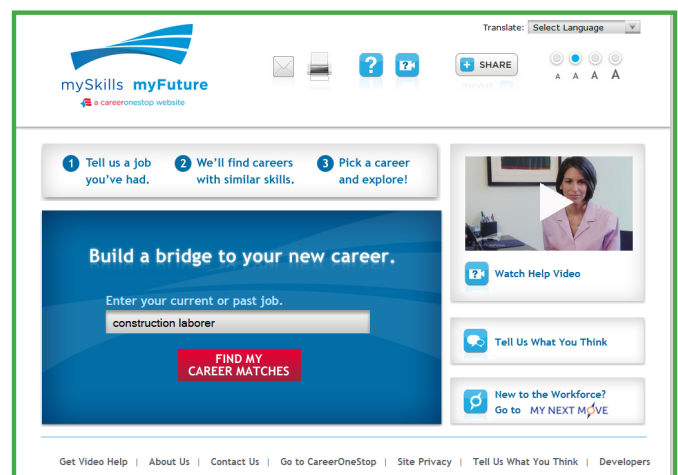 Translate: Select Language
mySkills myFuture
a careeronestop website
?
?
+ SHARE
A A A A
1 Tell us a job you've had.
2 We'll find careers with similar skills.
3 Pick a career and explore!
Build a bridge to your new career.
Enter your current or past job.
construction laborer
FIND MY
CAREER MATCHES
? Watch Help Video
Tell Us What You Think
New to the Workforce?
Go to MY NEXT MOVE
Get Video Help | About Us | Contact Us | Go to CareerOneStop | Site Privacy | Tell Us What You Think | Developers